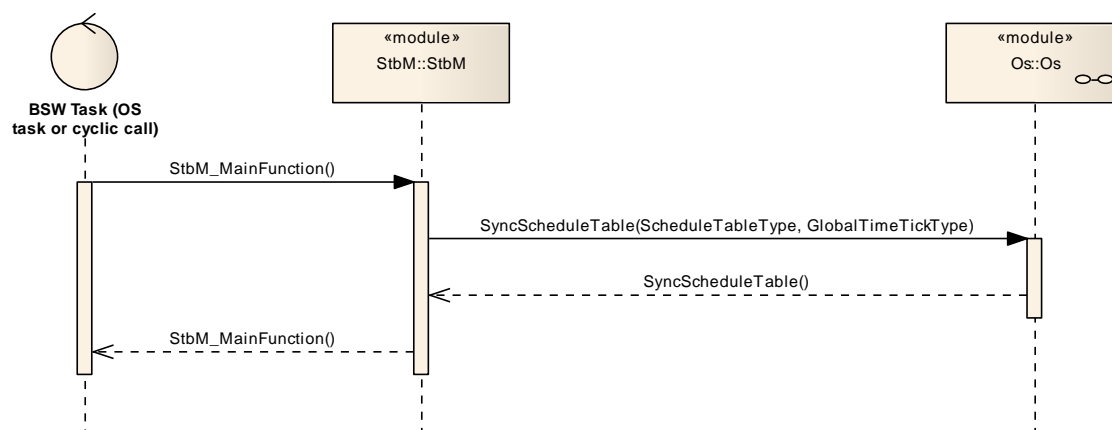 «module»
StbM::StbM
«module»
Os::Os
BSW Task (OS
task or cyclic call)
StbM_MainFunction()
SyncScheduleTable(ScheduleTableType, GlobalTimeTickType)
SyncScheduleTable()
StbM_MainFunction()